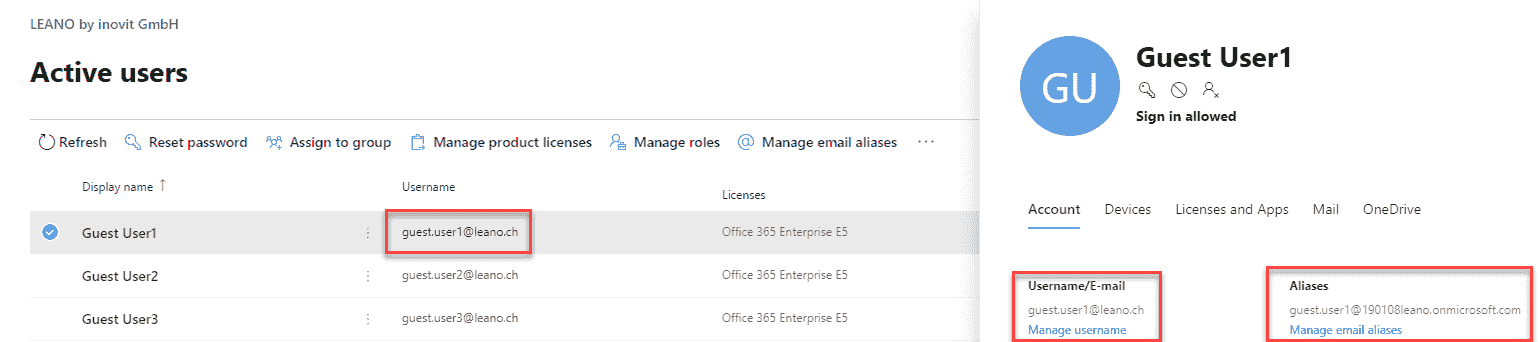 LEANO by inovit GmbH
Active users
Refresh Reset password Assign to group Manage product licenses Manage roles Manage email aliases ...
Display name ↑ Username Licenses
Guest User1 guest.user1@leano.ch Office 365 Enterprise E5
Guest User2 guest.user2@leano.ch Office 365 Enterprise E5
Guest User3 guest.user3@leano.ch Office 365 Enterprise E5
GU
Guest User1
Sign in allowed
Account Devices Licenses and Apps Mail OneDrive
Username/E-mail
guest.user1@leano.ch
Manage username
Aliases
guest.user1@190108leano.onmicrosoft.com
Manage email aliases